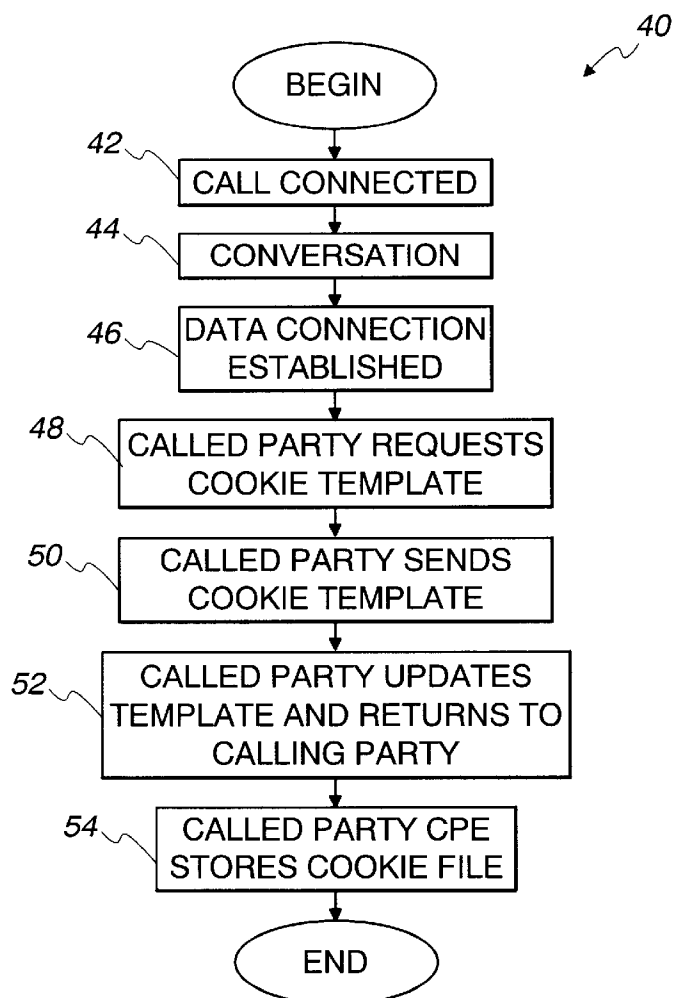 40
BEGIN
42
CALL CONNECTED
44
CONVERSATION
46
DATA CONNECTION
ESTABLISHED
48
CALLED PARTY REQUESTS
COOKIE TEMPLATE
50
CALLED PARTY SENDS
COOKIE TEMPLATE
52
CALLED PARTY UPDATES
TEMPLATE AND RETURNS TO
CALLING PARTY
54
CALLED PARTY CPE
STORES COOKIE FILE
END